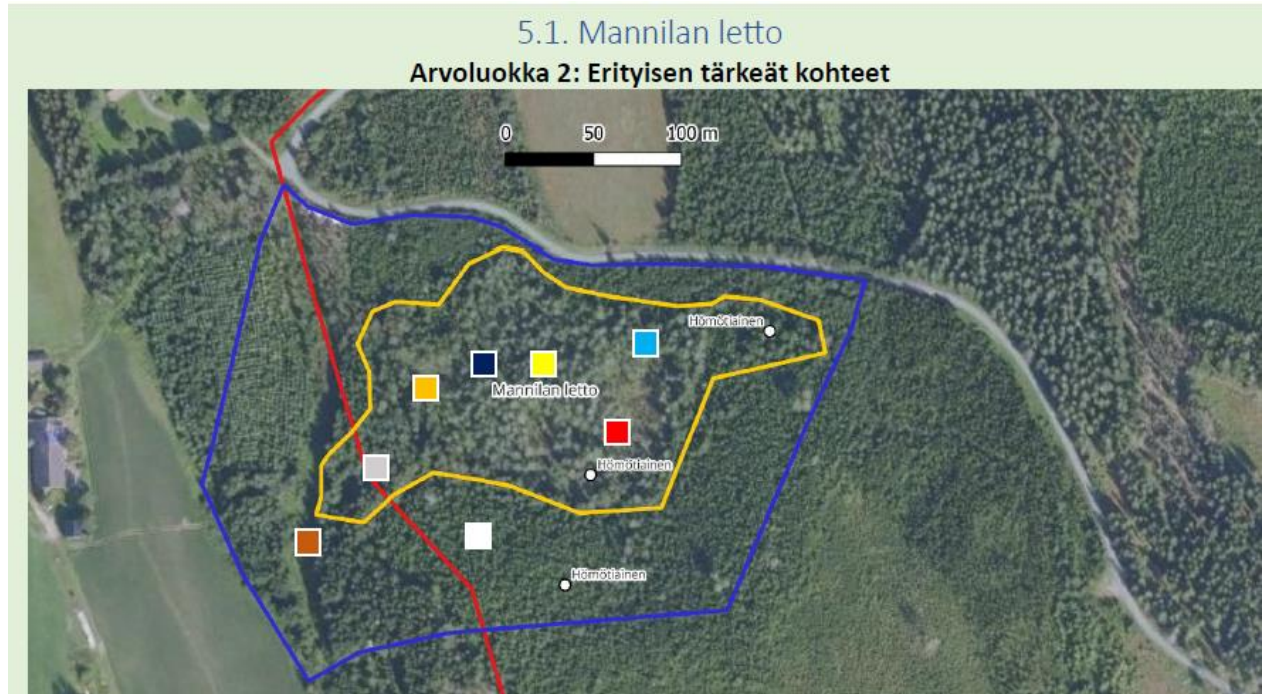 5.1. Mannilan letto
Arvoluokka 2: Erityisen tärkeät kohteet
0 50 100 m
Hömötiainen
Mannilan letto
Hömötiainen
Hömötiainen